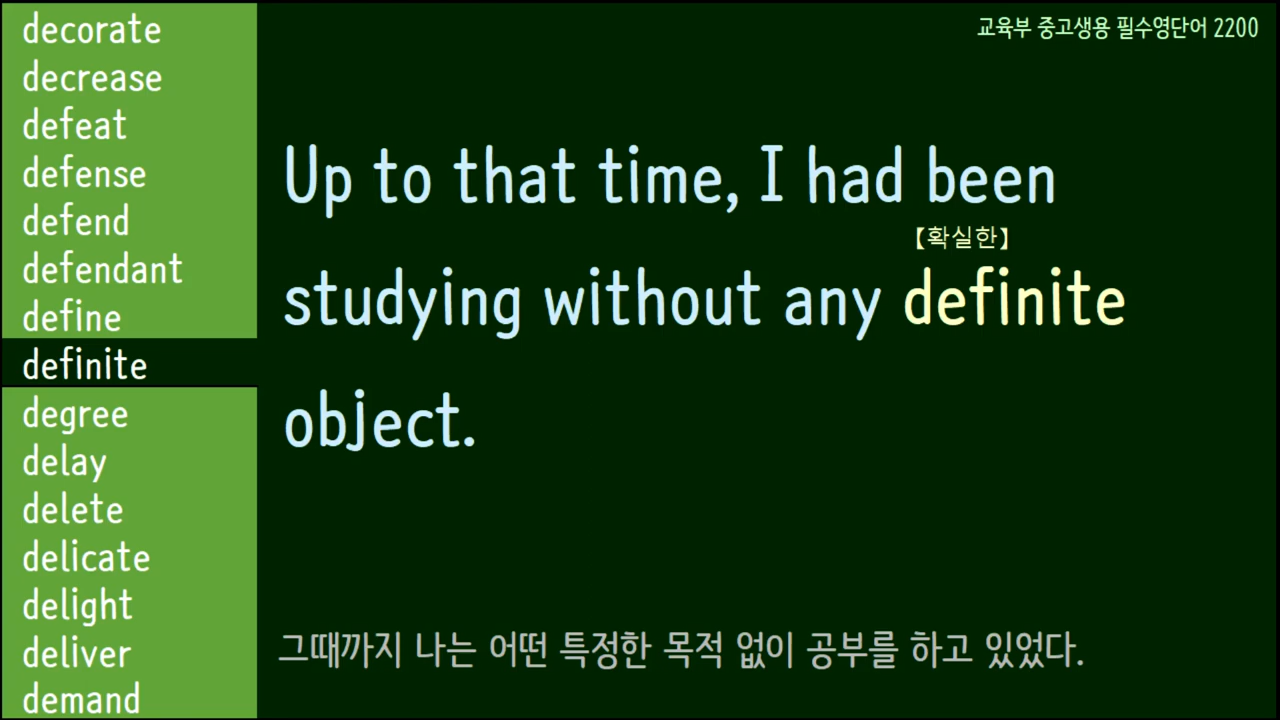 decorate
decrease
defeat
defense
defend
defendant
define
definite
degree
delay
delete
delicate
delight
deliver
demand
교육부 중고생용 필수영단어 2200
Up to that time, I had been
【확실한】
studying without any definite
object.
그때까지 나는 어떤 특정한 목적 없이 공부를 하고 있었다.